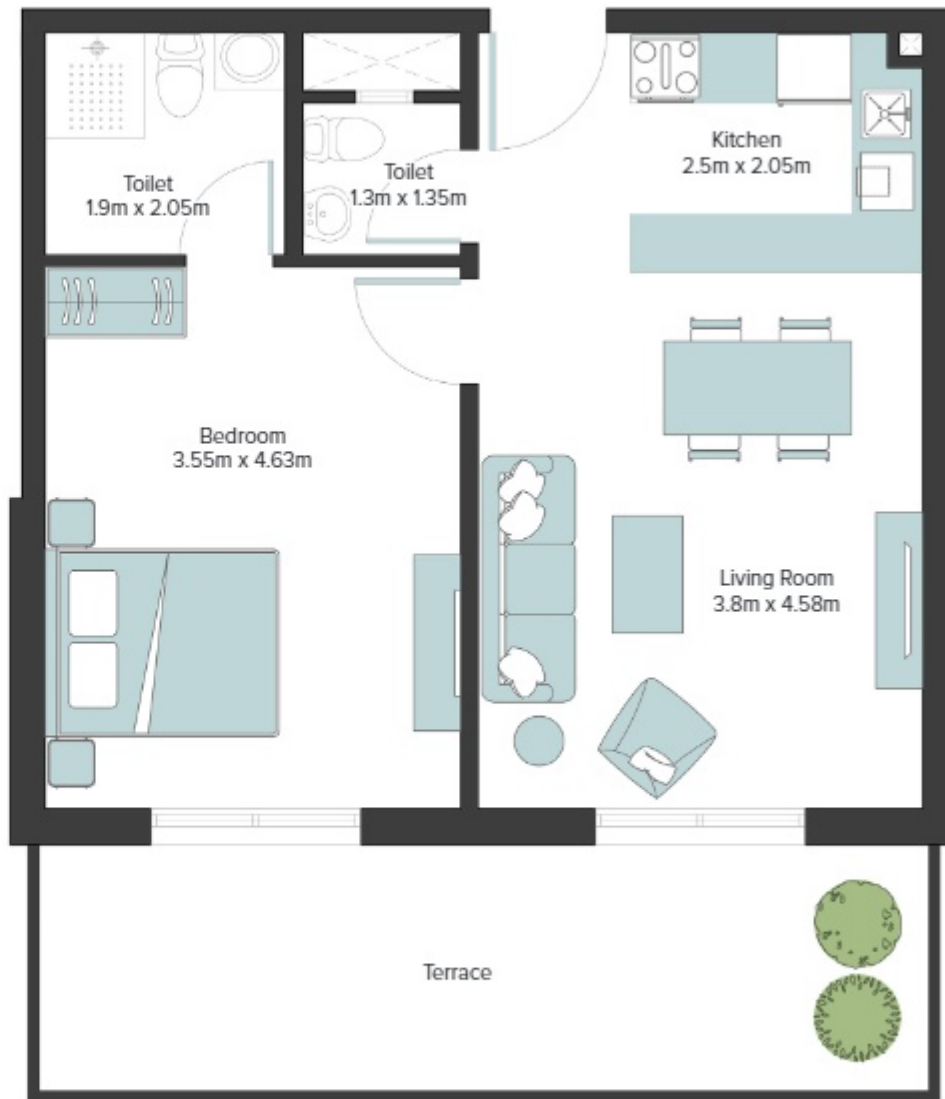 Toilet
1.9m x 2.05m
Toilet
1.3m x 1.35m
Kitchen
2.5m x 2.05m
Bedroom
3.55m x 4.63m
Living Room
3.8m x 4.58m
Terrace